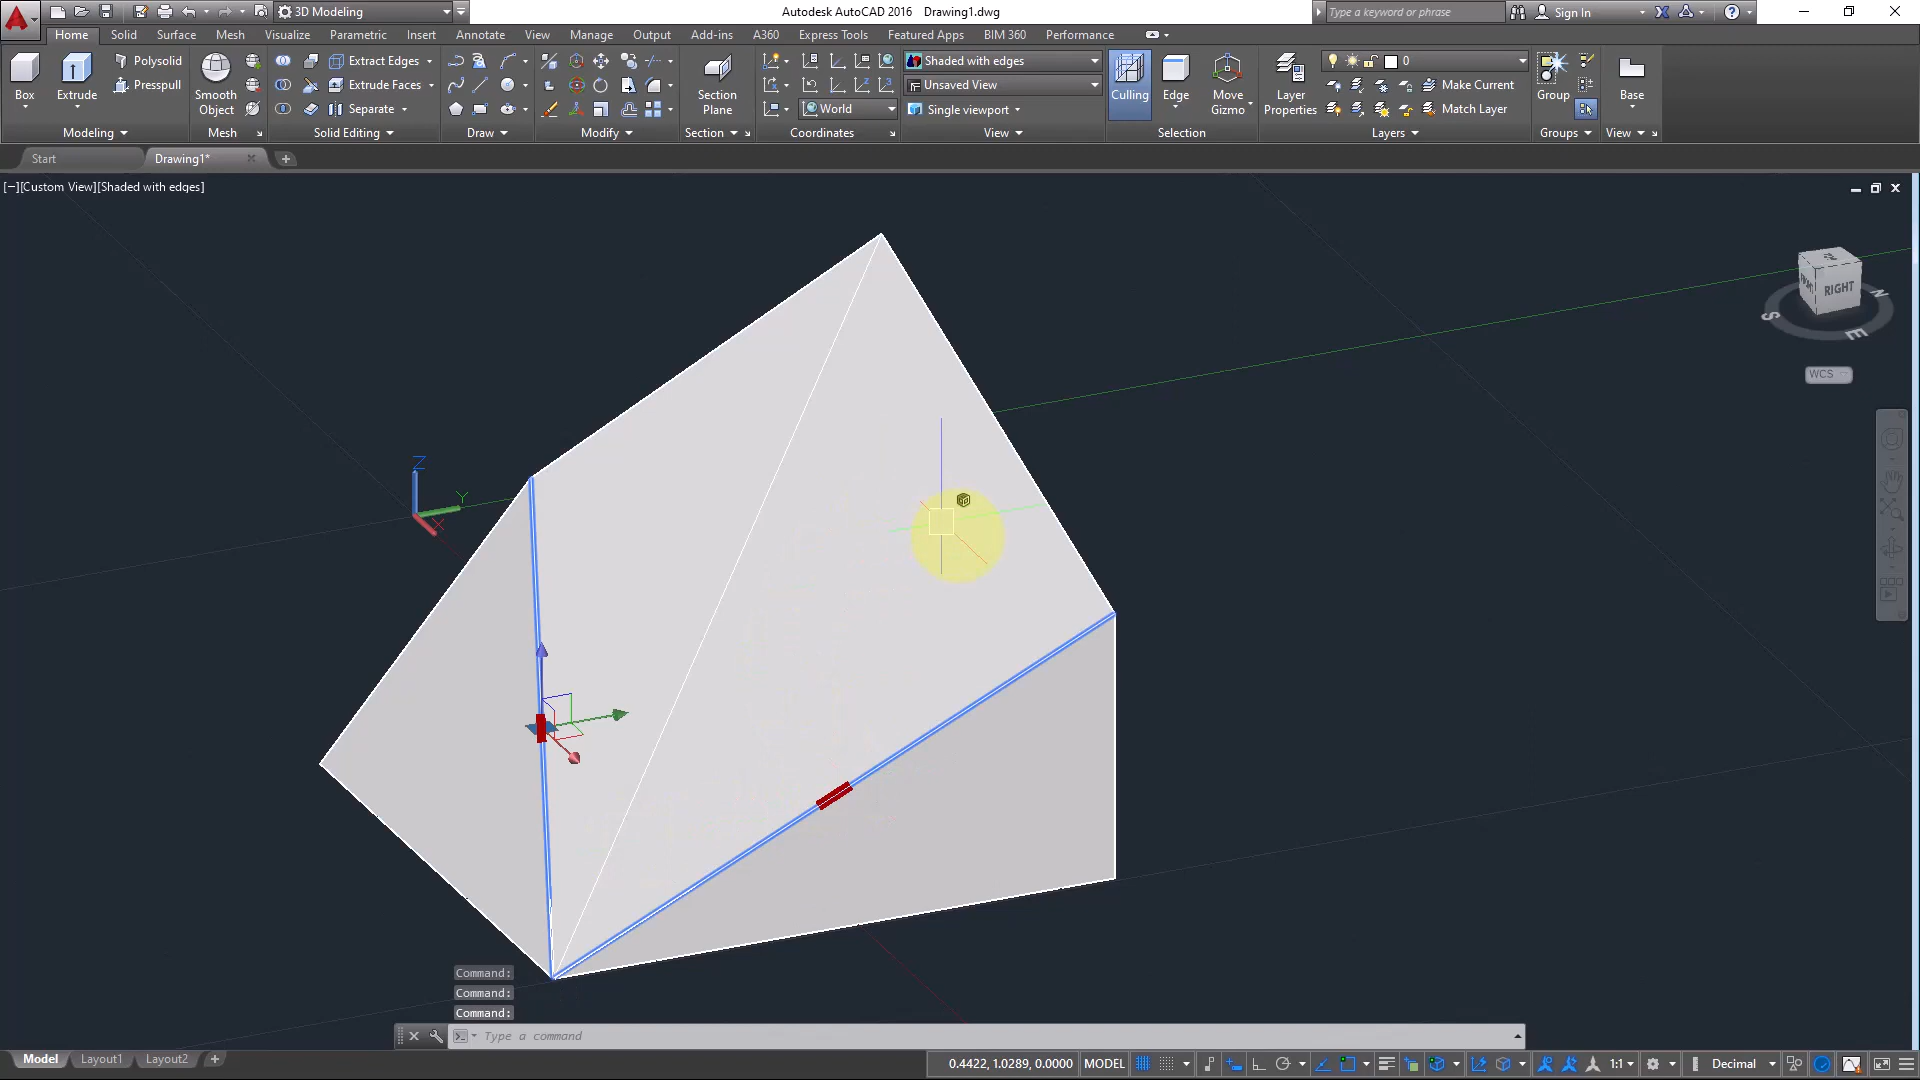 3D Modeling
Autodesk AutoCAD 2016 Drawing1.dwg
Type a keyword or phrase
Sign In
Home Solid Surface Mesh Visualize Parametric Insert Annotate View Manage Output Add-ins A360 Express Tools Featured Apps BIM 360 Performance
Polysolid
Presspull
Box
Extrude
Modeling
Smooth Object
Mesh
Extract Edges
Extrude Faces
Separate
Solid Editing
Draw
Modify
Section Plane
Section
World
Coordinates
Shaded with edges
Unsaved View
Single viewport
View
Culling
Edge
Move Gizmo
Selection
Layer Properties
0
Make Current
Match Layer
Layers
Group
Groups
Base
View
Start
Drawing1*
[−][Custom View][Shaded with edges]
RIGHT
N
S
E
WCS
Z
Y
X
Command:
Command:
Command:
Type a command
Model Layout1 Layout2
0.4422, 1.0289, 0.0000 MODEL
1:1
Decimal